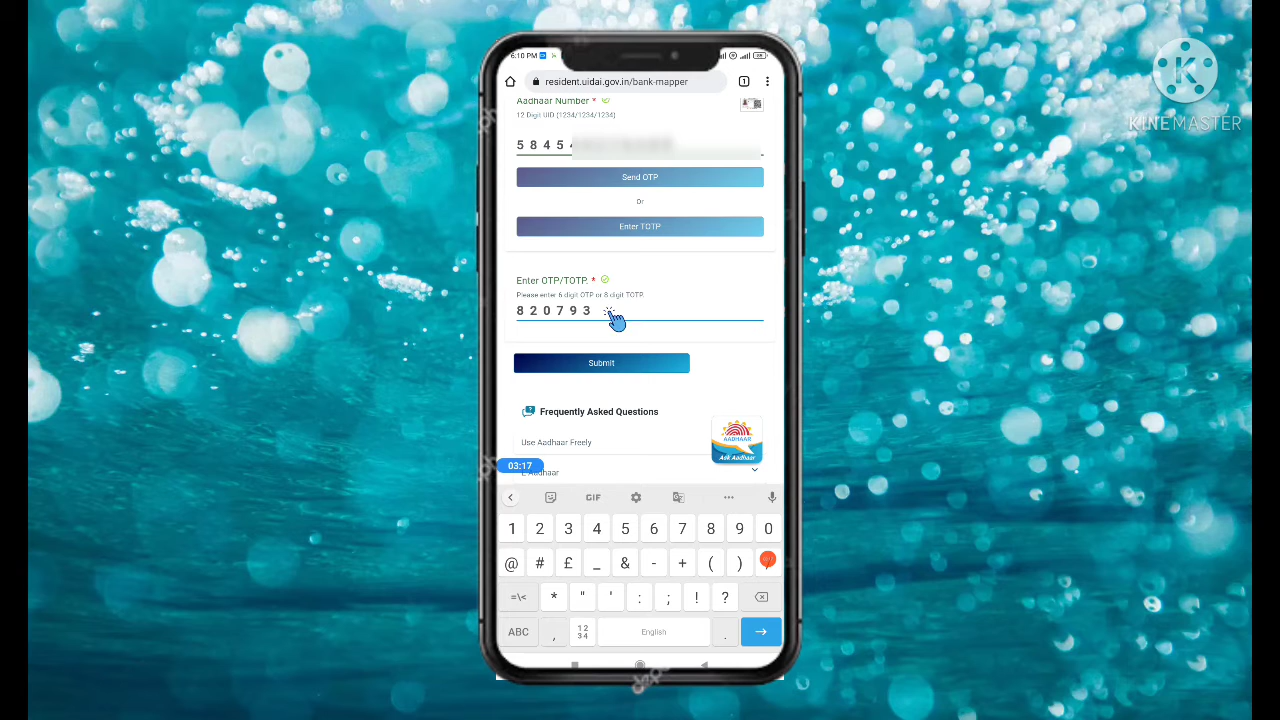 6:10 PM
resident.uidai.gov.in/bank-mapper
1
KINEMASTER
Aadhaar Number *
12 Digit UID (1234/1234/1234)
5 8 4 5
Send OTP
Or
Enter TOTP
Enter OTP/TOTP. *
Please enter 6 digit OTP or 8 digit TOTP.
8 2 0 7 9 3
Submit
Frequently Asked Questions
Use Aadhaar Freely
AADHAAR
Ask Aadhaar
03:17
Aadhaar
GIF
1 2 3 4 5 6 7 8 9 0
@ # £ _ & - + ( ) /
=\< * " ' : ; ! ?
ABC , 12 34 English .